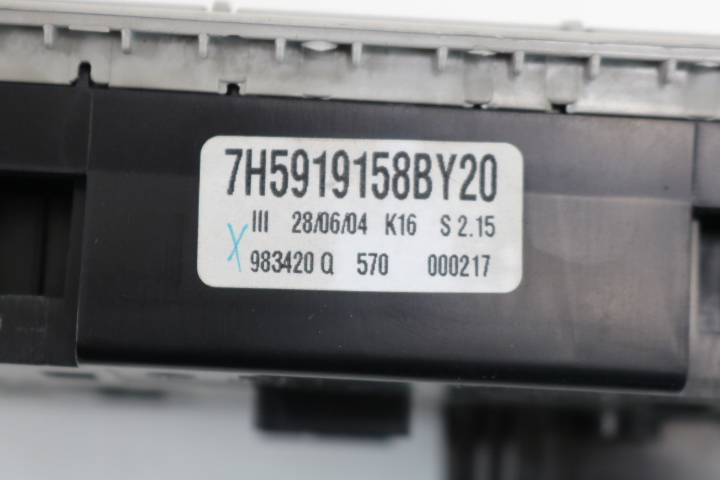 7H5919158BY20
III 28/06/04 K16 S 2.15
X 983420 Q 570 000217